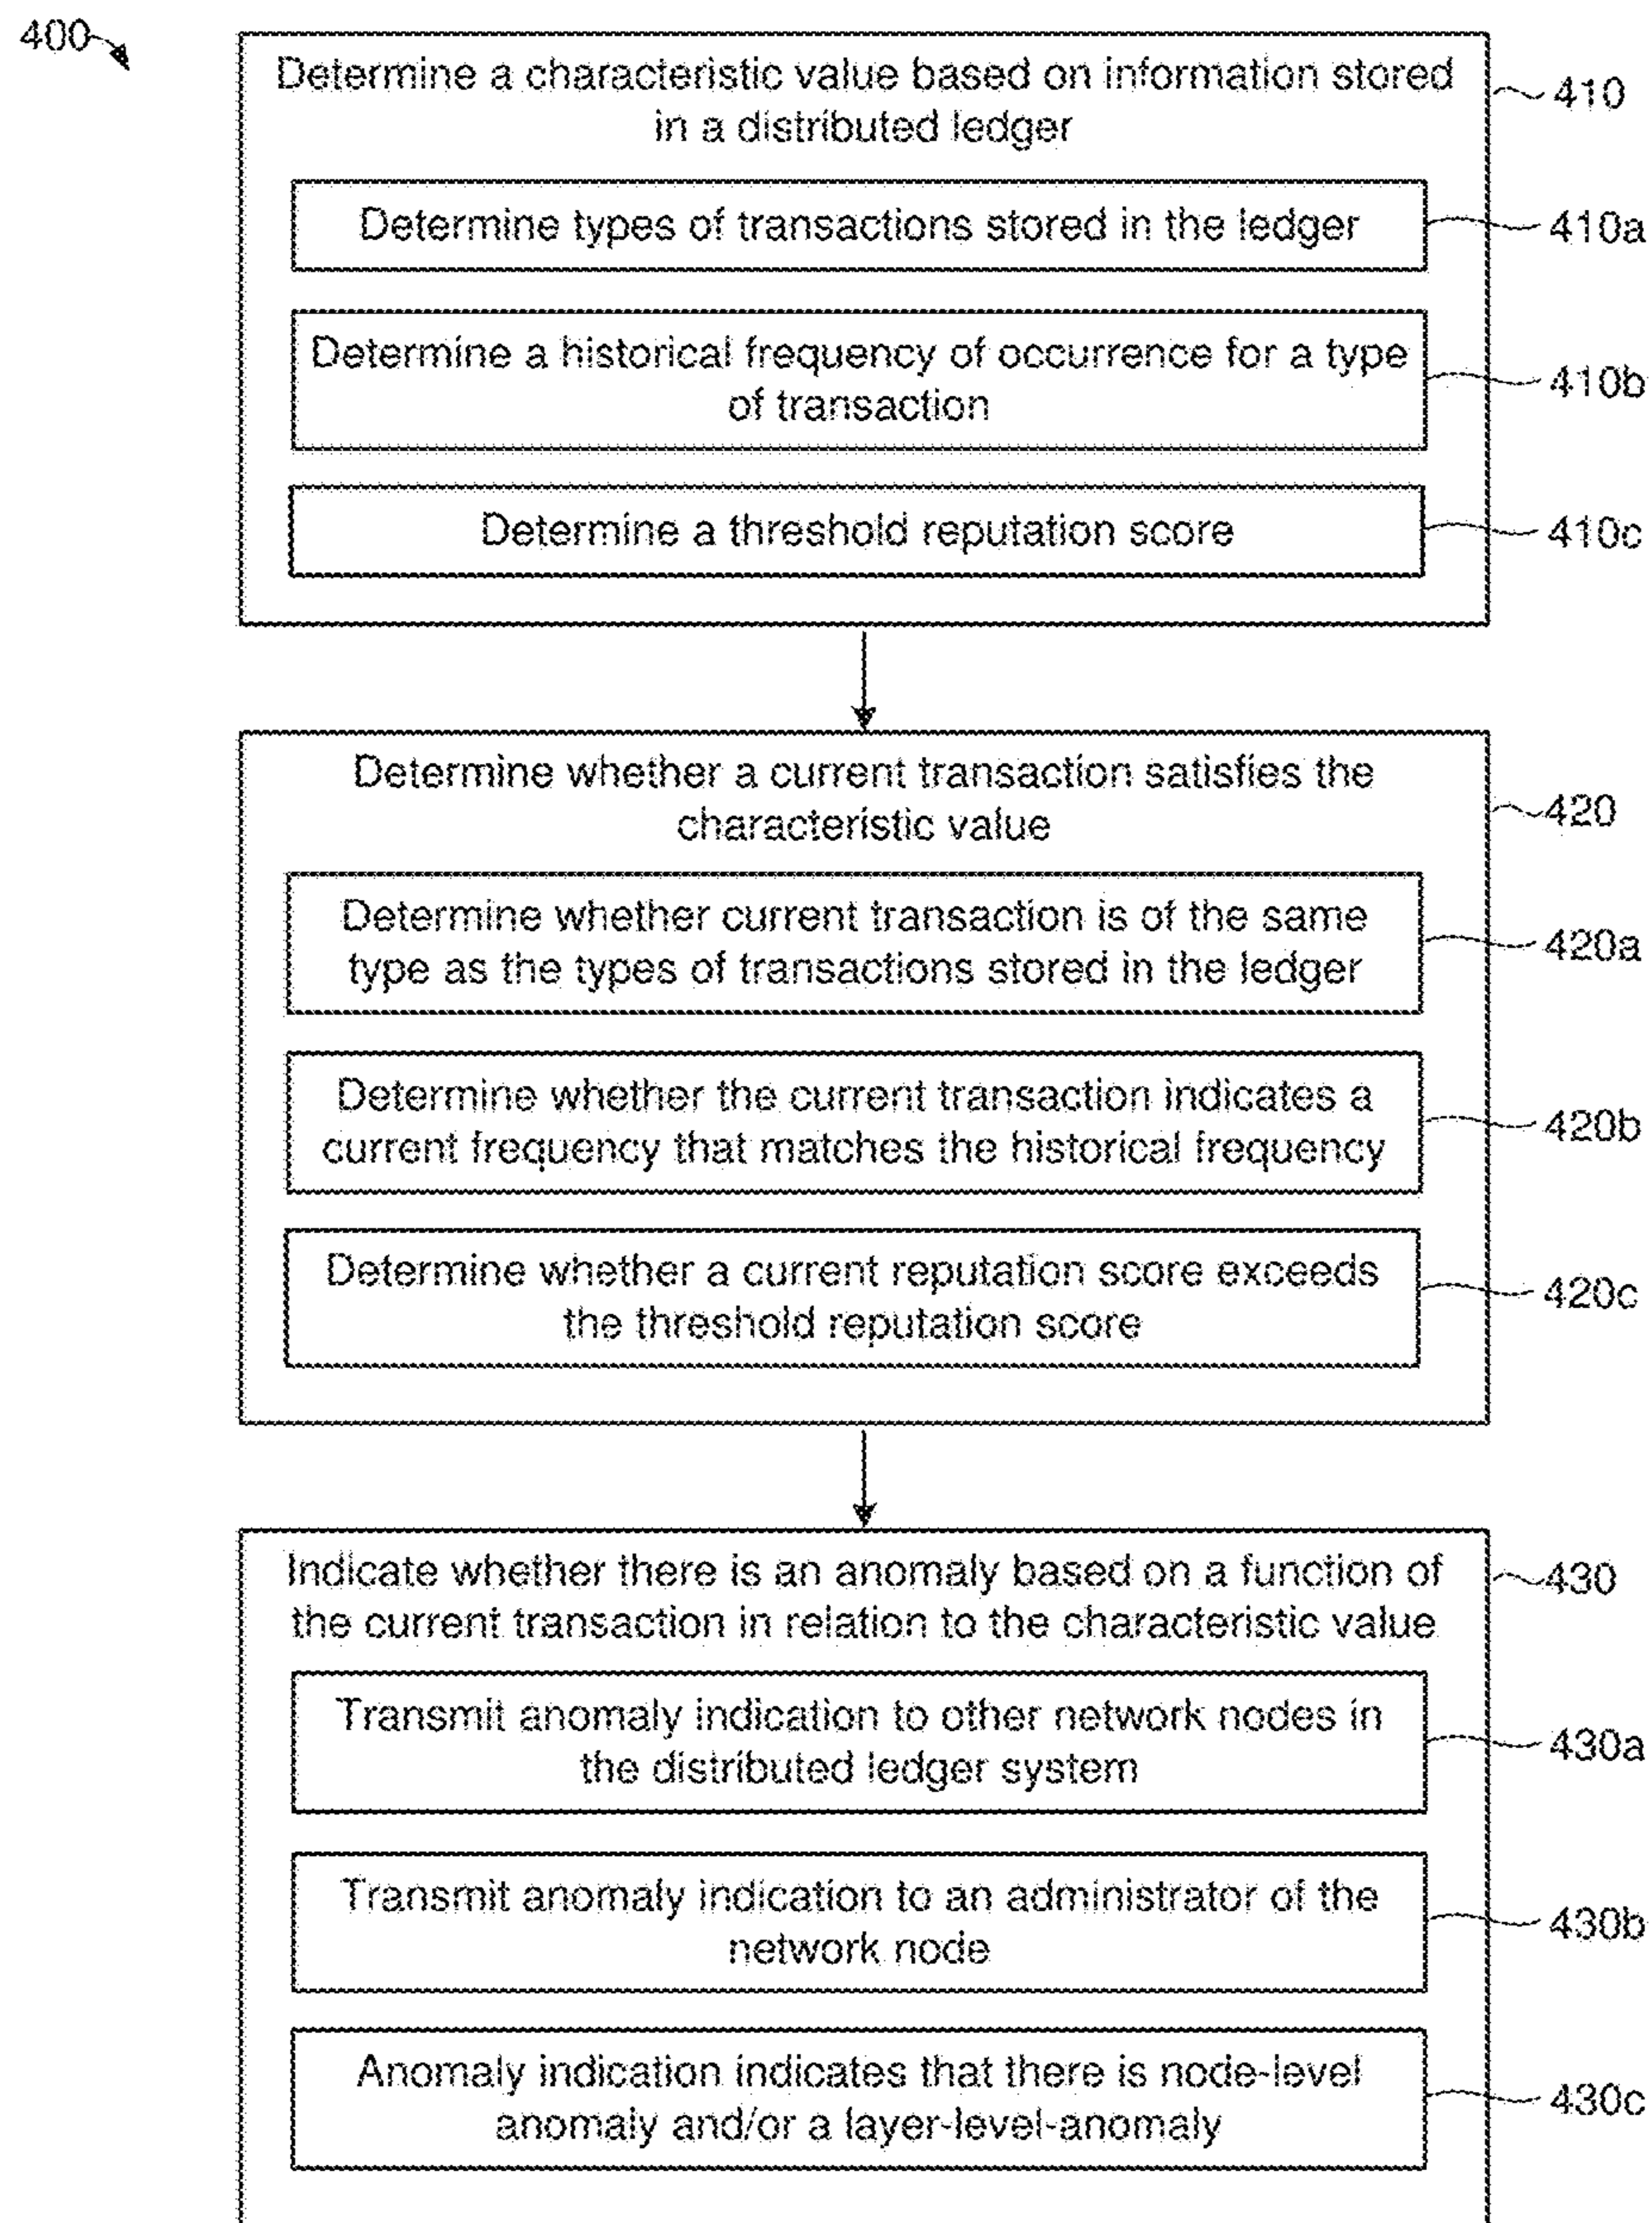 400
Determine a characteristic value based on information stored
in a distributed ledger
410
Determine types of transactions stored in the ledger
410a
Determine a historical frequency of occurrence for a type
of transaction
410b
Determine a threshold reputation score
410c
Determine whether a current transaction satisfies the
characteristic value
420
Determine whether current transaction is of the same
type as the types of transactions stored in the ledger
420a
Determine whether the current transaction indicates a
current frequency that matches the historical frequency
420b
Determine whether a current reputation score exceeds
the threshold reputation score
420c
Indicate whether there is an anomaly based on a function of
the current transaction in relation to the characteristic value
430
Transmit anomaly indication to other network nodes in
the distributed ledger system
430a
Transmit anomaly indication to an administrator of the
network node
430b
Anomaly indication indicates that there is node-level
anomaly and/or a layer-level-anomaly
430c